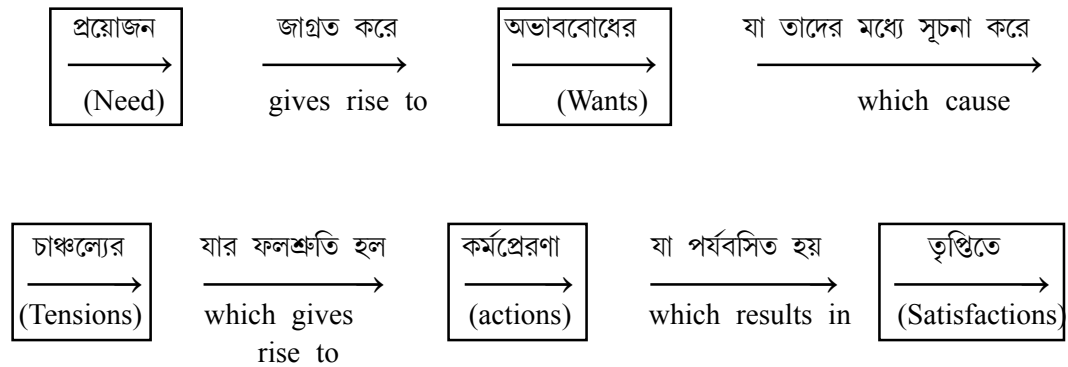 প্রয়োজন জাগ্রত করে অভাববোধের যা তাদের মধ্যে সূচনা করে
(Need) gives rise to (Wants) which cause
চাঞ্চল্যের যার ফলশ্রুতি হল কর্মপ্রেরণা যা পর্যবসিত হয় তৃপ্তিতে
(Tensions) which gives (actions) which results in (Satisfactions)
rise to